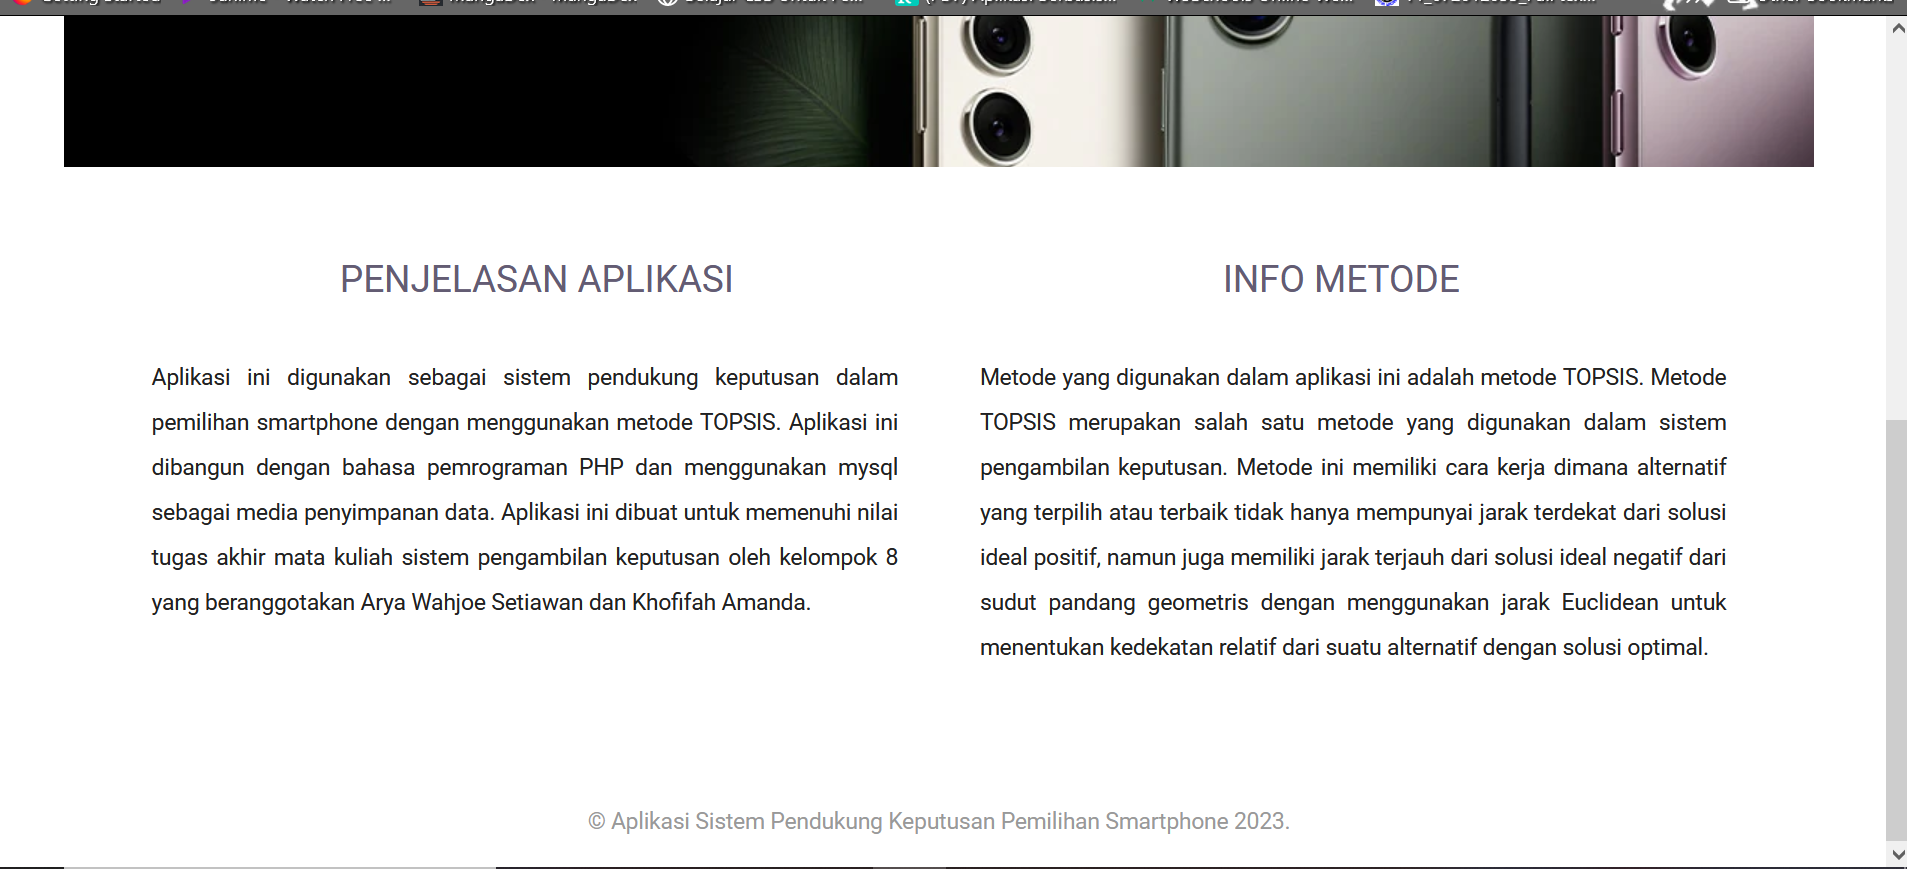 PENJELASAN APLIKASI
Aplikasi ini digunakan sebagai sistem pendukung keputusan dalam
pemilihan smartphone dengan menggunakan metode TOPSIS. Aplikasi ini
dibangun dengan bahasa pemrograman PHP dan menggunakan mysql
sebagai media penyimpanan data. Aplikasi ini dibuat untuk memenuhi nilai
tugas akhir mata kuliah sistem pengambilan keputusan oleh kelompok 8
yang beranggotakan Arya Wahjoe Setiawan dan Khofifah Amanda.
INFO METODE
Metode yang digunakan dalam aplikasi ini adalah metode TOPSIS. Metode
TOPSIS merupakan salah satu metode yang digunakan dalam sistem
pengambilan keputusan. Metode ini memiliki cara kerja dimana alternatif
yang terpilih atau terbaik tidak hanya mempunyai jarak terdekat dari solusi
ideal positif, namun juga memiliki jarak terjauh dari solusi ideal negatif dari
sudut pandang geometris dengan menggunakan jarak Euclidean untuk
menentukan kedekatan relatif dari suatu alternatif dengan solusi optimal.
© Aplikasi Sistem Pendukung Keputusan Pemilihan Smartphone 2023.